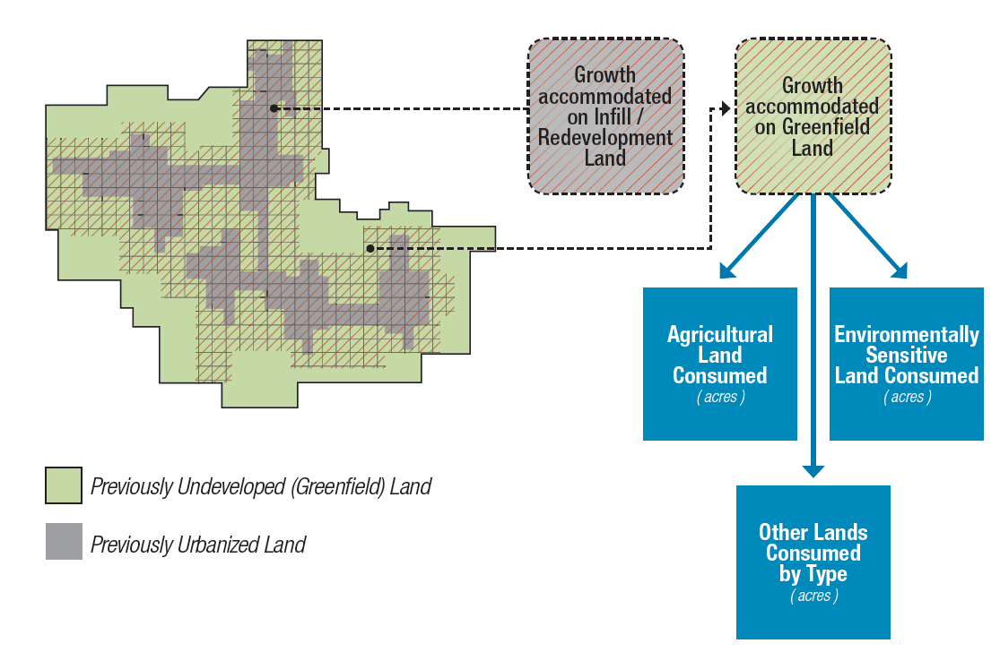 Growth
accommodated
on Infill /
Redevelopment
Land
Growth
accommodated
on Greenfield
Land
Agricultural
Land
Consumed
( acres )
Environmentally
Sensitive
Land Consumed
( acres )
Other Lands
Consumed
by Type
( acres )
Previously Undeveloped (Greenfield) Land
Previously Urbanized Land